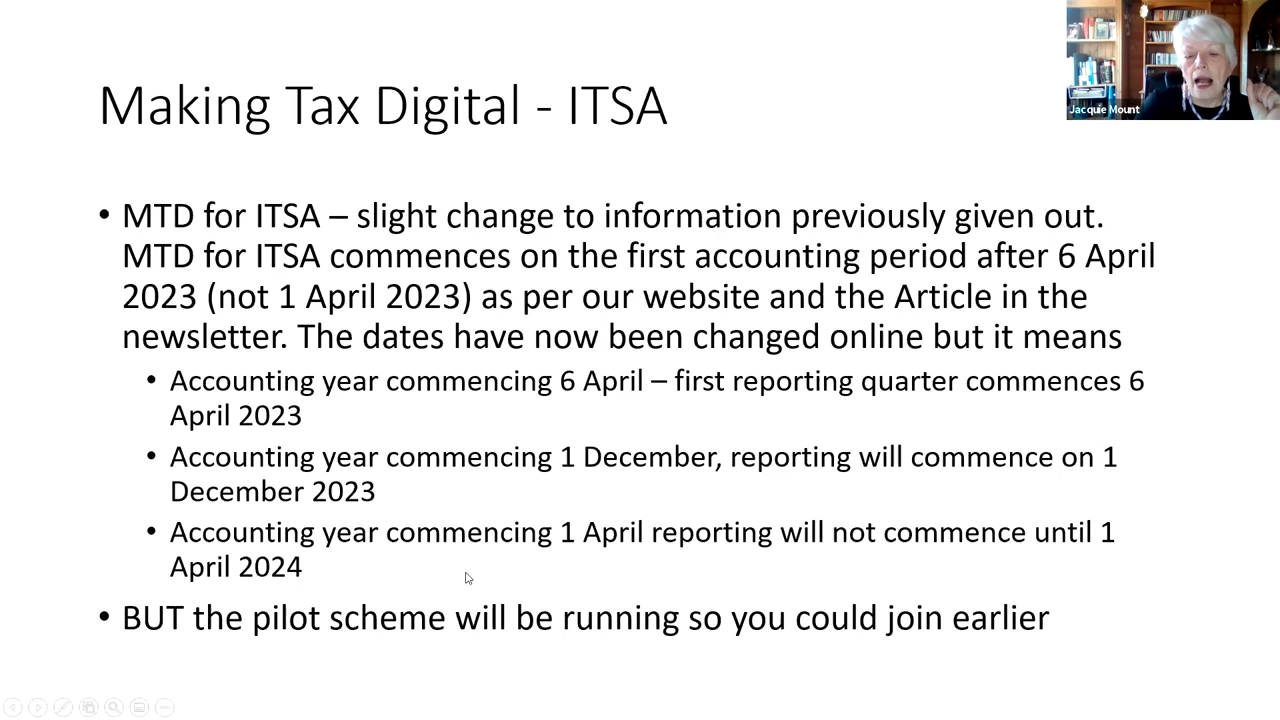 Jacquie Mount
Making Tax Digital - ITSA
• MTD for ITSA – slight change to information previously given out.
MTD for ITSA commences on the first accounting period after 6 April
2023 (not 1 April 2023) as per our website and the Article in the
newsletter. The dates have now been changed online but it means
• Accounting year commencing 6 April – first reporting quarter commences 6
April 2023
• Accounting year commencing 1 December, reporting will commence on 1
December 2023
• Accounting year commencing 1 April reporting will not commence until 1
April 2024
• BUT the pilot scheme will be running so you could join earlier